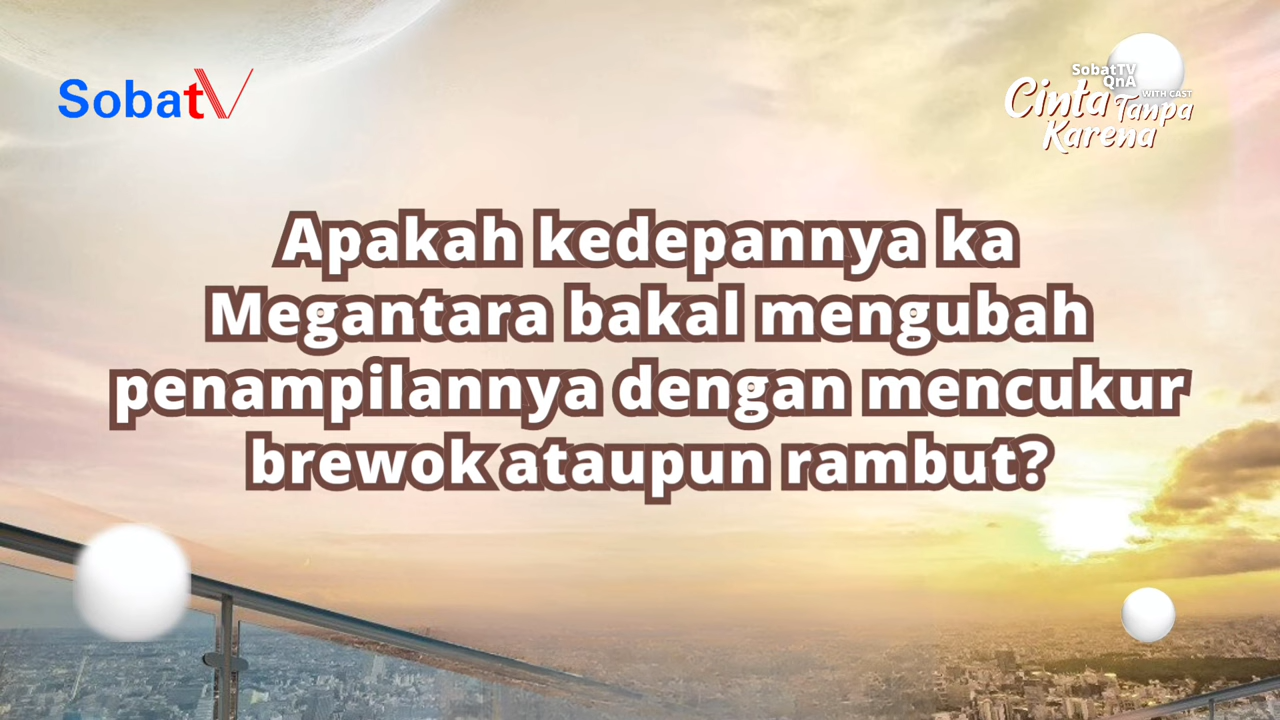 SobatTV
SobatTV
QnA
WITH CAST
Cinta Tanpa
Karena
Apakah kedepannya ka
Megantara bakal mengubah
penampilannya dengan mencukur
brewok ataupun rambut?